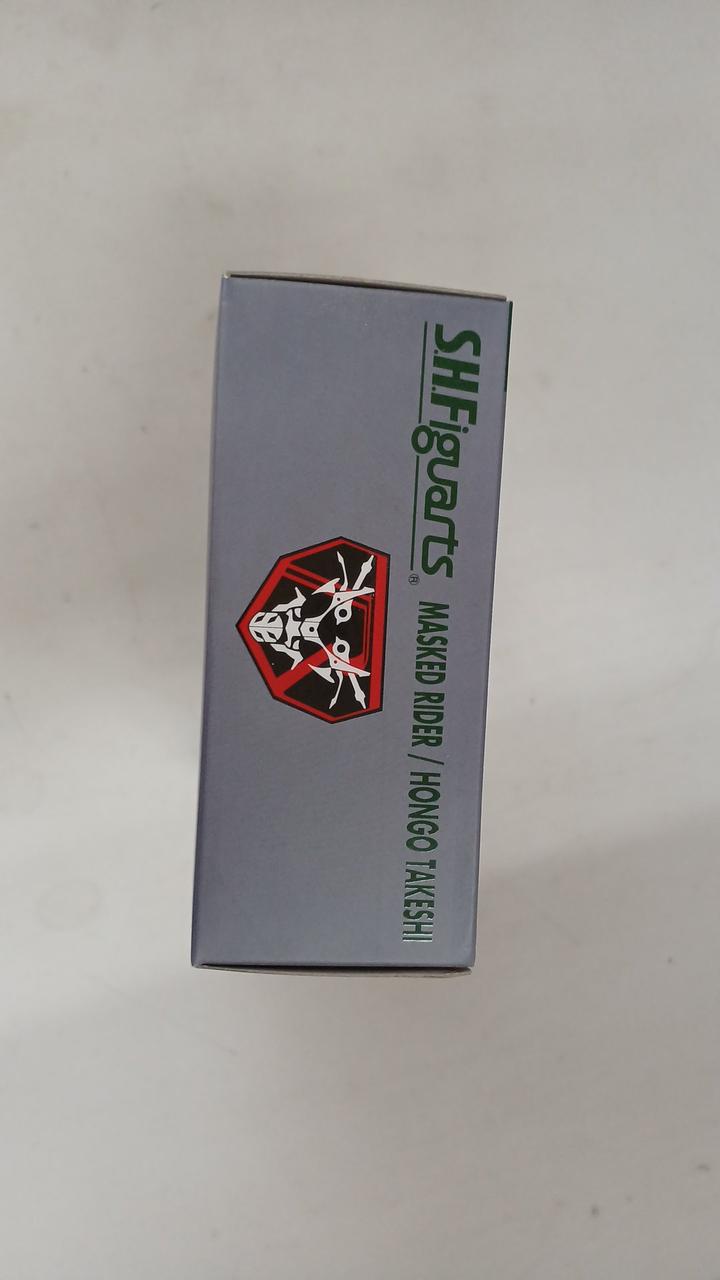 S.H.Figuarts®
MASKED RIDER / HONGO TAKESHI